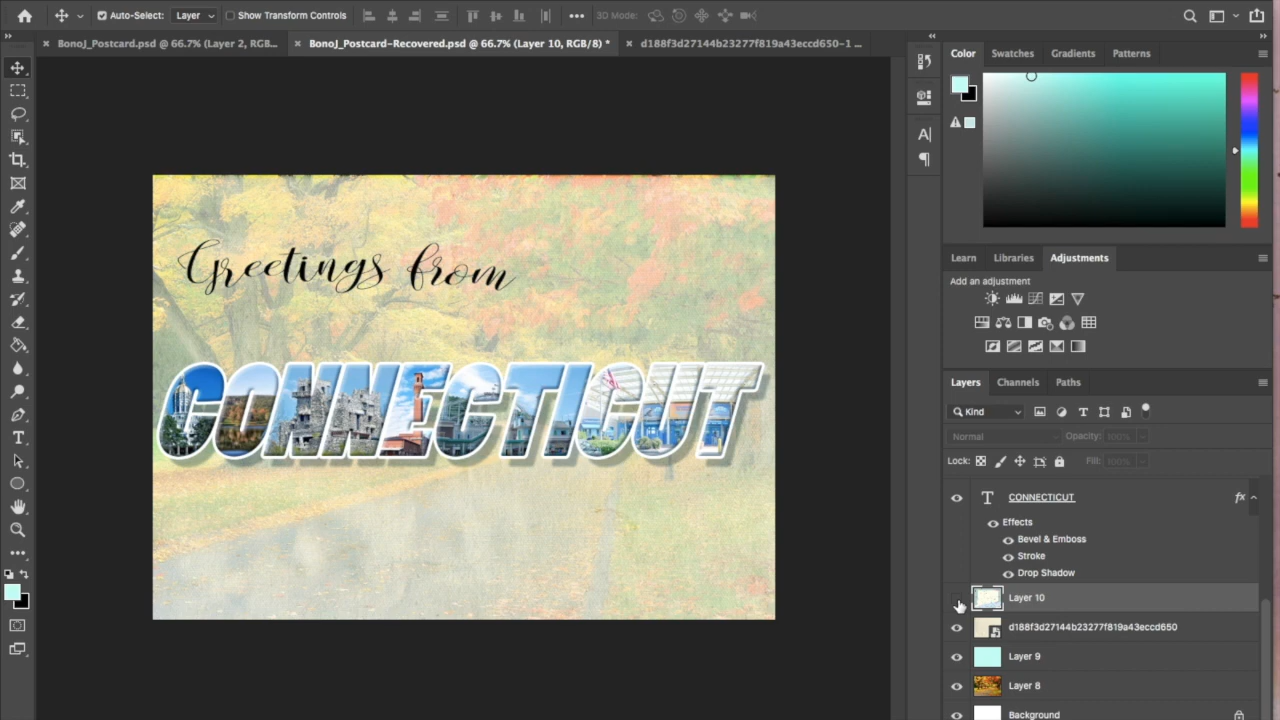 Auto-Select: Layer Show Transform Controls 3D Mode:
BonoJ_Postcard.psd @ 66.7% (Layer 2, RGB... BonoJ_Postcard-Recovered.psd @ 66.7% (Layer 10, RGB/8) * d188f3d27144b23277f819a43eccd650-1 ...
Color Swatches Gradients Patterns
Greetings from
CONNECTICUT
Learn Libraries Adjustments
Add an adjustment
Layers Channels Paths
Kind
Normal Opacity: 100%
Lock: Fill: 100%
CONNECTICUT fx
Effects
Bevel & Emboss
Stroke
Drop Shadow
Layer 10
d188f3d27144b23277f819a43eccd650
Layer 9
Layer 8
Background